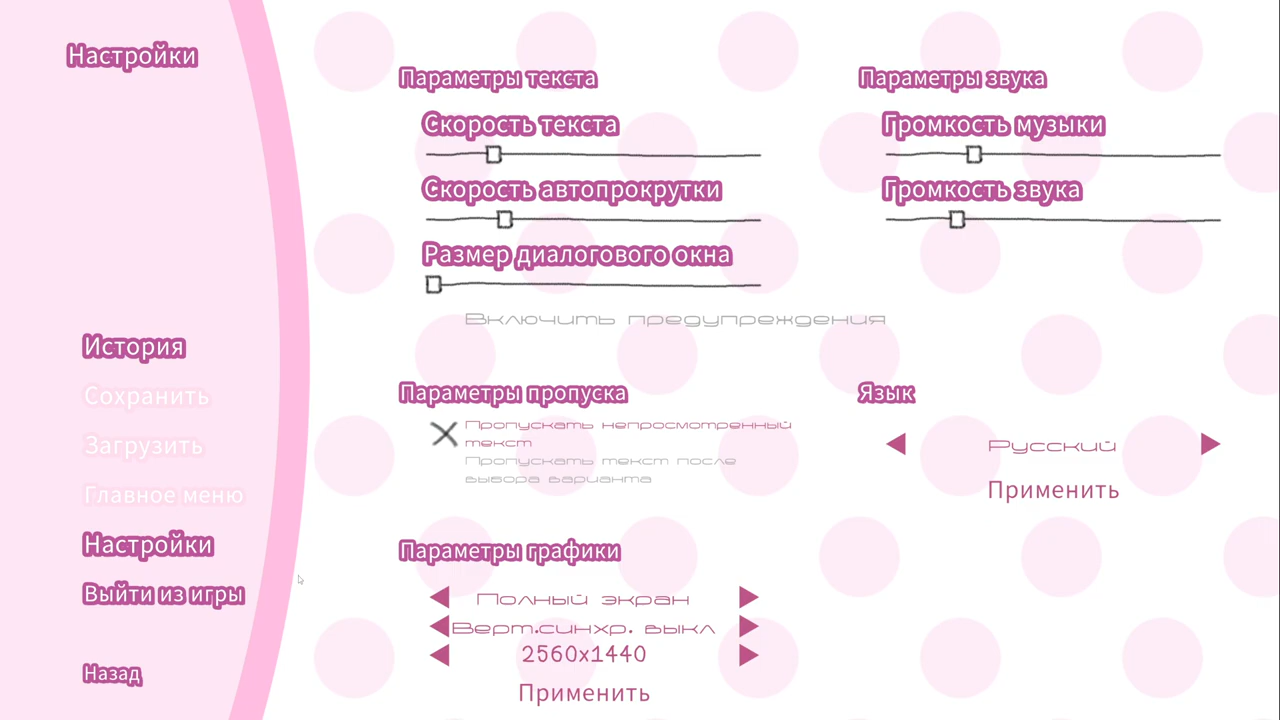 Настройки
История
Сохранить
Загрузить
Главное меню
Настройки
Выйти из игры
Назад
Параметры текста
Скорость текста
Скорость автопрокрутки
Размер диалогового окна
Включить предупреждения
Параметры звука
Громкость музыки
Громкость звука
Параметры пропуска
Пропускать непросмотренный
текст
Пропускать текст после
выбора варианта
Язык
Русский
Применить
Параметры графики
Полный экран
Верт.синхр. выкл
2560x1440
Применить